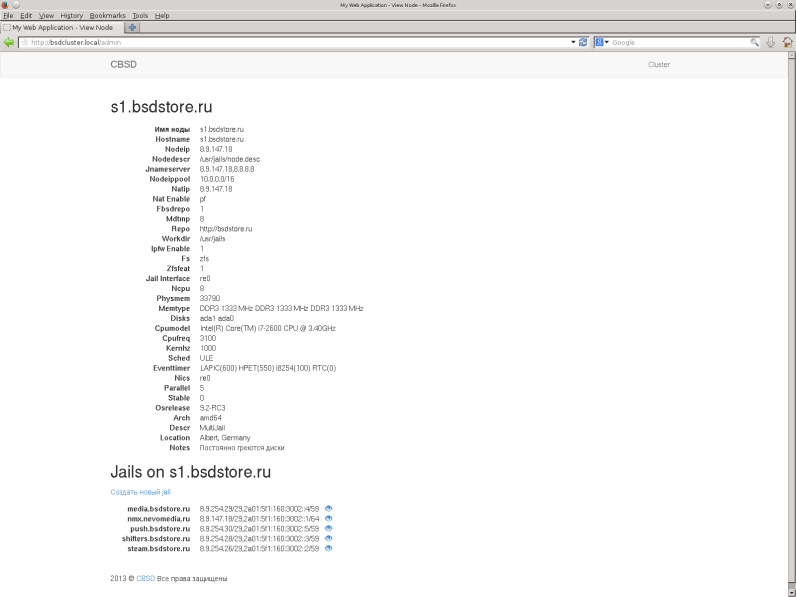 My Web Application - View Node - Mozilla Firefox
File Edit View History Bookmarks Tools Help
My Web Application - View Node
http://bsdcluster.local/admin
Google
CBSD Cluster
s1.bsdstore.ru
Имя ноды s1.bsdstore.ru
Hostname s1.bsdstore.ru
Nodeip 8.9.147.18
Nodedescr /usr/jails/node.desc
Jnameserver 8.9.147.18,8.8.8.8
Nodeippool 10.0.0.0/16
Natip 8.9.147.18
Nat Enable pf
Fbsdrepo 1
Mdtmp 8
Repo http://bsdstore.ru
Workdir /usr/jails
Ipfw Enable 1
Fs zfs
Zfsfeat 1
Jail Interface re0
Ncpu 8
Physmem 33790
Memtype DDR3 1333 MHz DDR3 1333 MHz DDR3 1333 MHz
Disks ada1 ada0
Cpumodel Intel(R) Core(TM) i7-2600 CPU @ 3.40GHz
Cpufreq 3100
Kernhz 1000
Sched ULE
Eventtimer LAPIC(600) HPET(550) i8254(100) RTC(0)
Nics re0
Parallel 5
Stable 0
Osrelease 9.2-RC3
Arch amd64
Descr MultiJail
Location Albert, Germany
Notes Постоянно греются диски
Jails on s1.bsdstore.ru
Создать новый jail
media.bsdstore.ru 8.9.254.29/29,2a01:5f1:160:3002::4/59
nmx.nevomedia.ru 8.9.147.18/29,2a01:5f1:160:3002::1/64
push.bsdstore.ru 8.9.254.30/29,2a01:5f1:160:3002::5/59
shifters.bsdstore.ru 8.9.254.28/29,2a01:5f1:160:3002::3/59
steam.bsdstore.ru 8.9.254.26/29,2a01:5f1:160:3002::2/59
2013 © CBSD Все права защищены